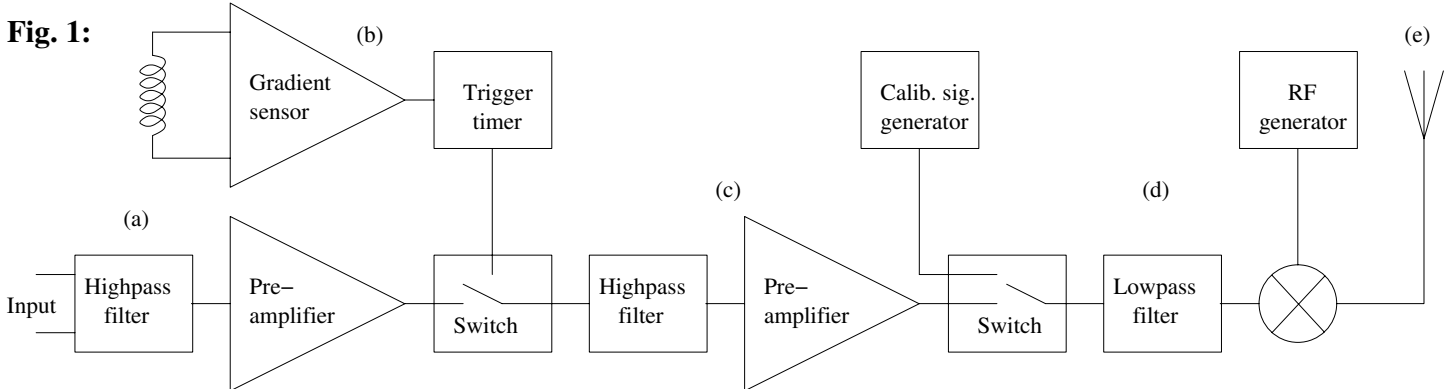 Fig. 1:
(b)
(e)
Gradient
sensor
Trigger
timer
Calib. sig.
generator
RF
generator
(a)
(c)
(d)
Input
Highpass
filter
Pre−
amplifier
Switch
Highpass
filter
Pre−
amplifier
Switch
Lowpass
filter